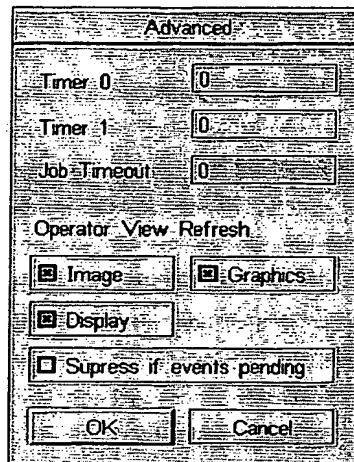 Advanced
Timer 0 0
Timer 1 0
Job Timeout 0
Operator View Refresh
Image Graphics
Display
Supress if events pending
OK Cancel